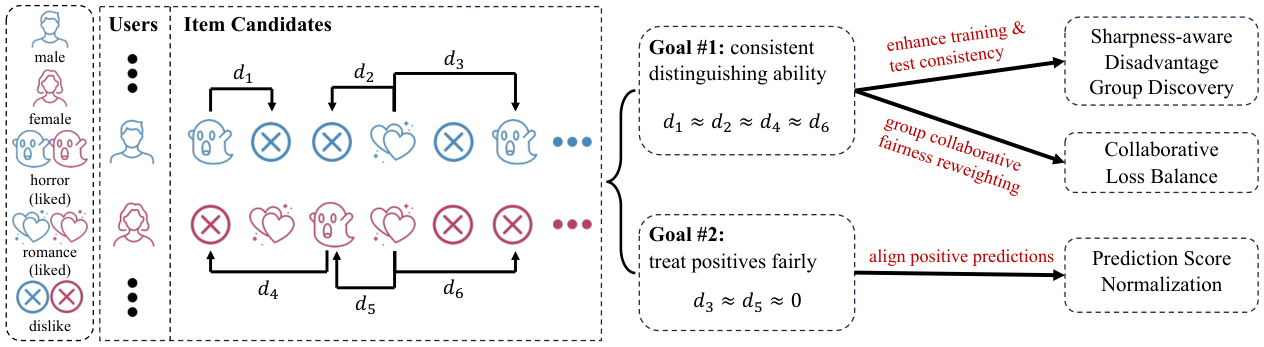 male
female
horror
(liked)
romance
(liked)
dislike
Users
Item Candidates
d1
d2
d3
d4
d5
d6
Goal #1: consistent
distinguishing ability
d1 ≈ d2 ≈ d4 ≈ d6
Goal #2:
treat positives fairly
d3 ≈ d5 ≈ 0
enhance training &
test consistency
group collaborative
fairness reweighting
align positive predictions
Sharpness-aware
Disadvantage
Group Discovery
Collaborative
Loss Balance
Prediction Score
Normalization